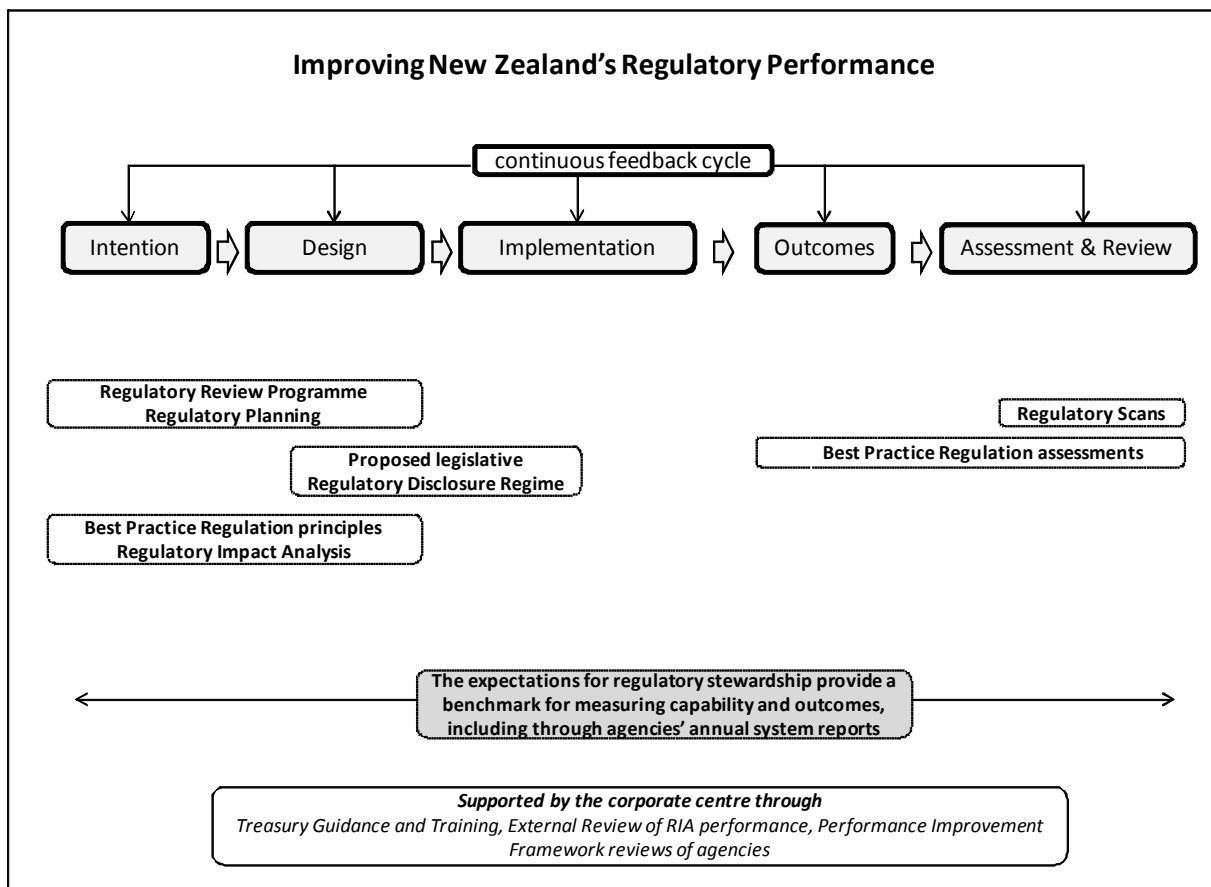 Improving New Zealand’s Regulatory Performance
continuous feedback cycle
Intention
Design
Implementation
Outcomes
Assessment & Review
Regulatory Review Programme
Regulatory Planning
Regulatory Scans
Best Practice Regulation assessments
Proposed legislative
Regulatory Disclosure Regime
Best Practice Regulation principles
Regulatory Impact Analysis
The expectations for regulatory stewardship provide a
benchmark for measuring capability and outcomes,
including through agencies’ annual system reports
Supported by the corporate centre through
Treasury Guidance and Training, External Review of RIA performance, Performance Improvement
Framework reviews of agencies